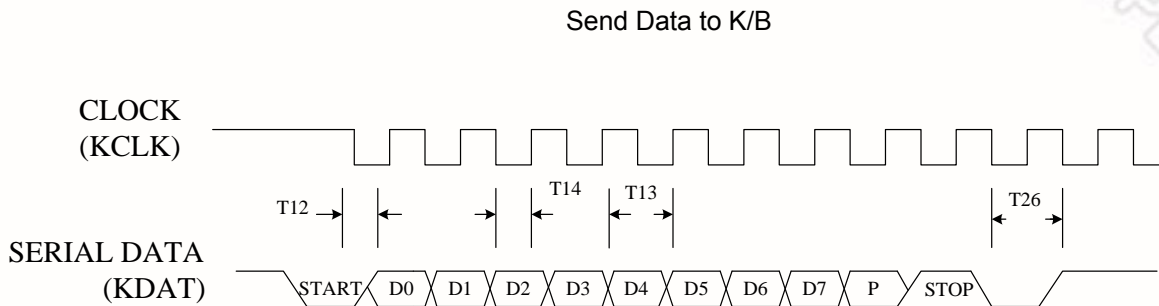 Send Data to K/B
CLOCK
(KCLK)
T12
T14
T13
T26
SERIAL DATA
(KDAT)
START D0 D1 D2 D3 D4 D5 D6 D7 P STOP